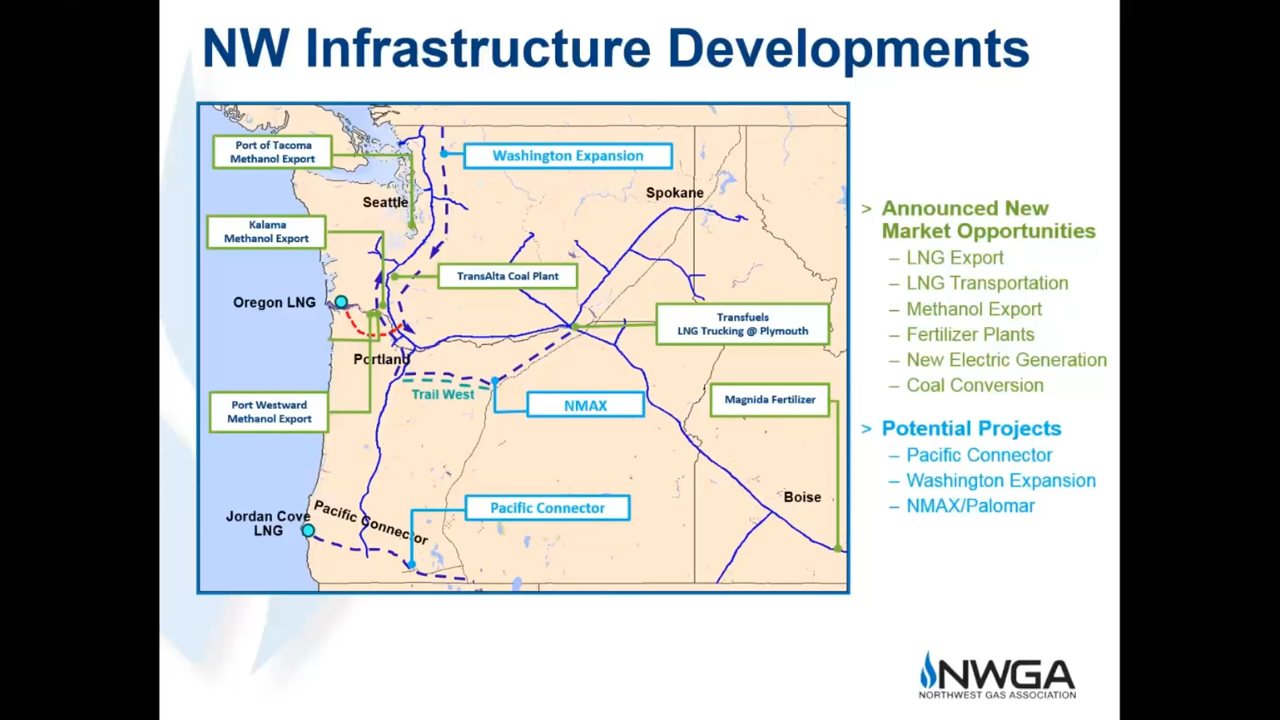 NW Infrastructure Developments
Port of Tacoma
Methanol Export
Washington Expansion
Spokane
Seattle
Kalama
Methanol Export
TransAlta Coal Plant
Oregon LNG
Transfuels
LNG Trucking @ Plymouth
Portland
Trail West
Port Westward
Methanol Export
NMAX
Magnida Fertilizer
Boise
Pacific Connector
Jordan Cove
LNG
Pacific Connector
> Announced New
Market Opportunities
– LNG Export
– LNG Transportation
– Methanol Export
– Fertilizer Plants
– New Electric Generation
– Coal Conversion
> Potential Projects
– Pacific Connector
– Washington Expansion
– NMAX/Palomar
NWGA
NORTHWEST GAS ASSOCIATION